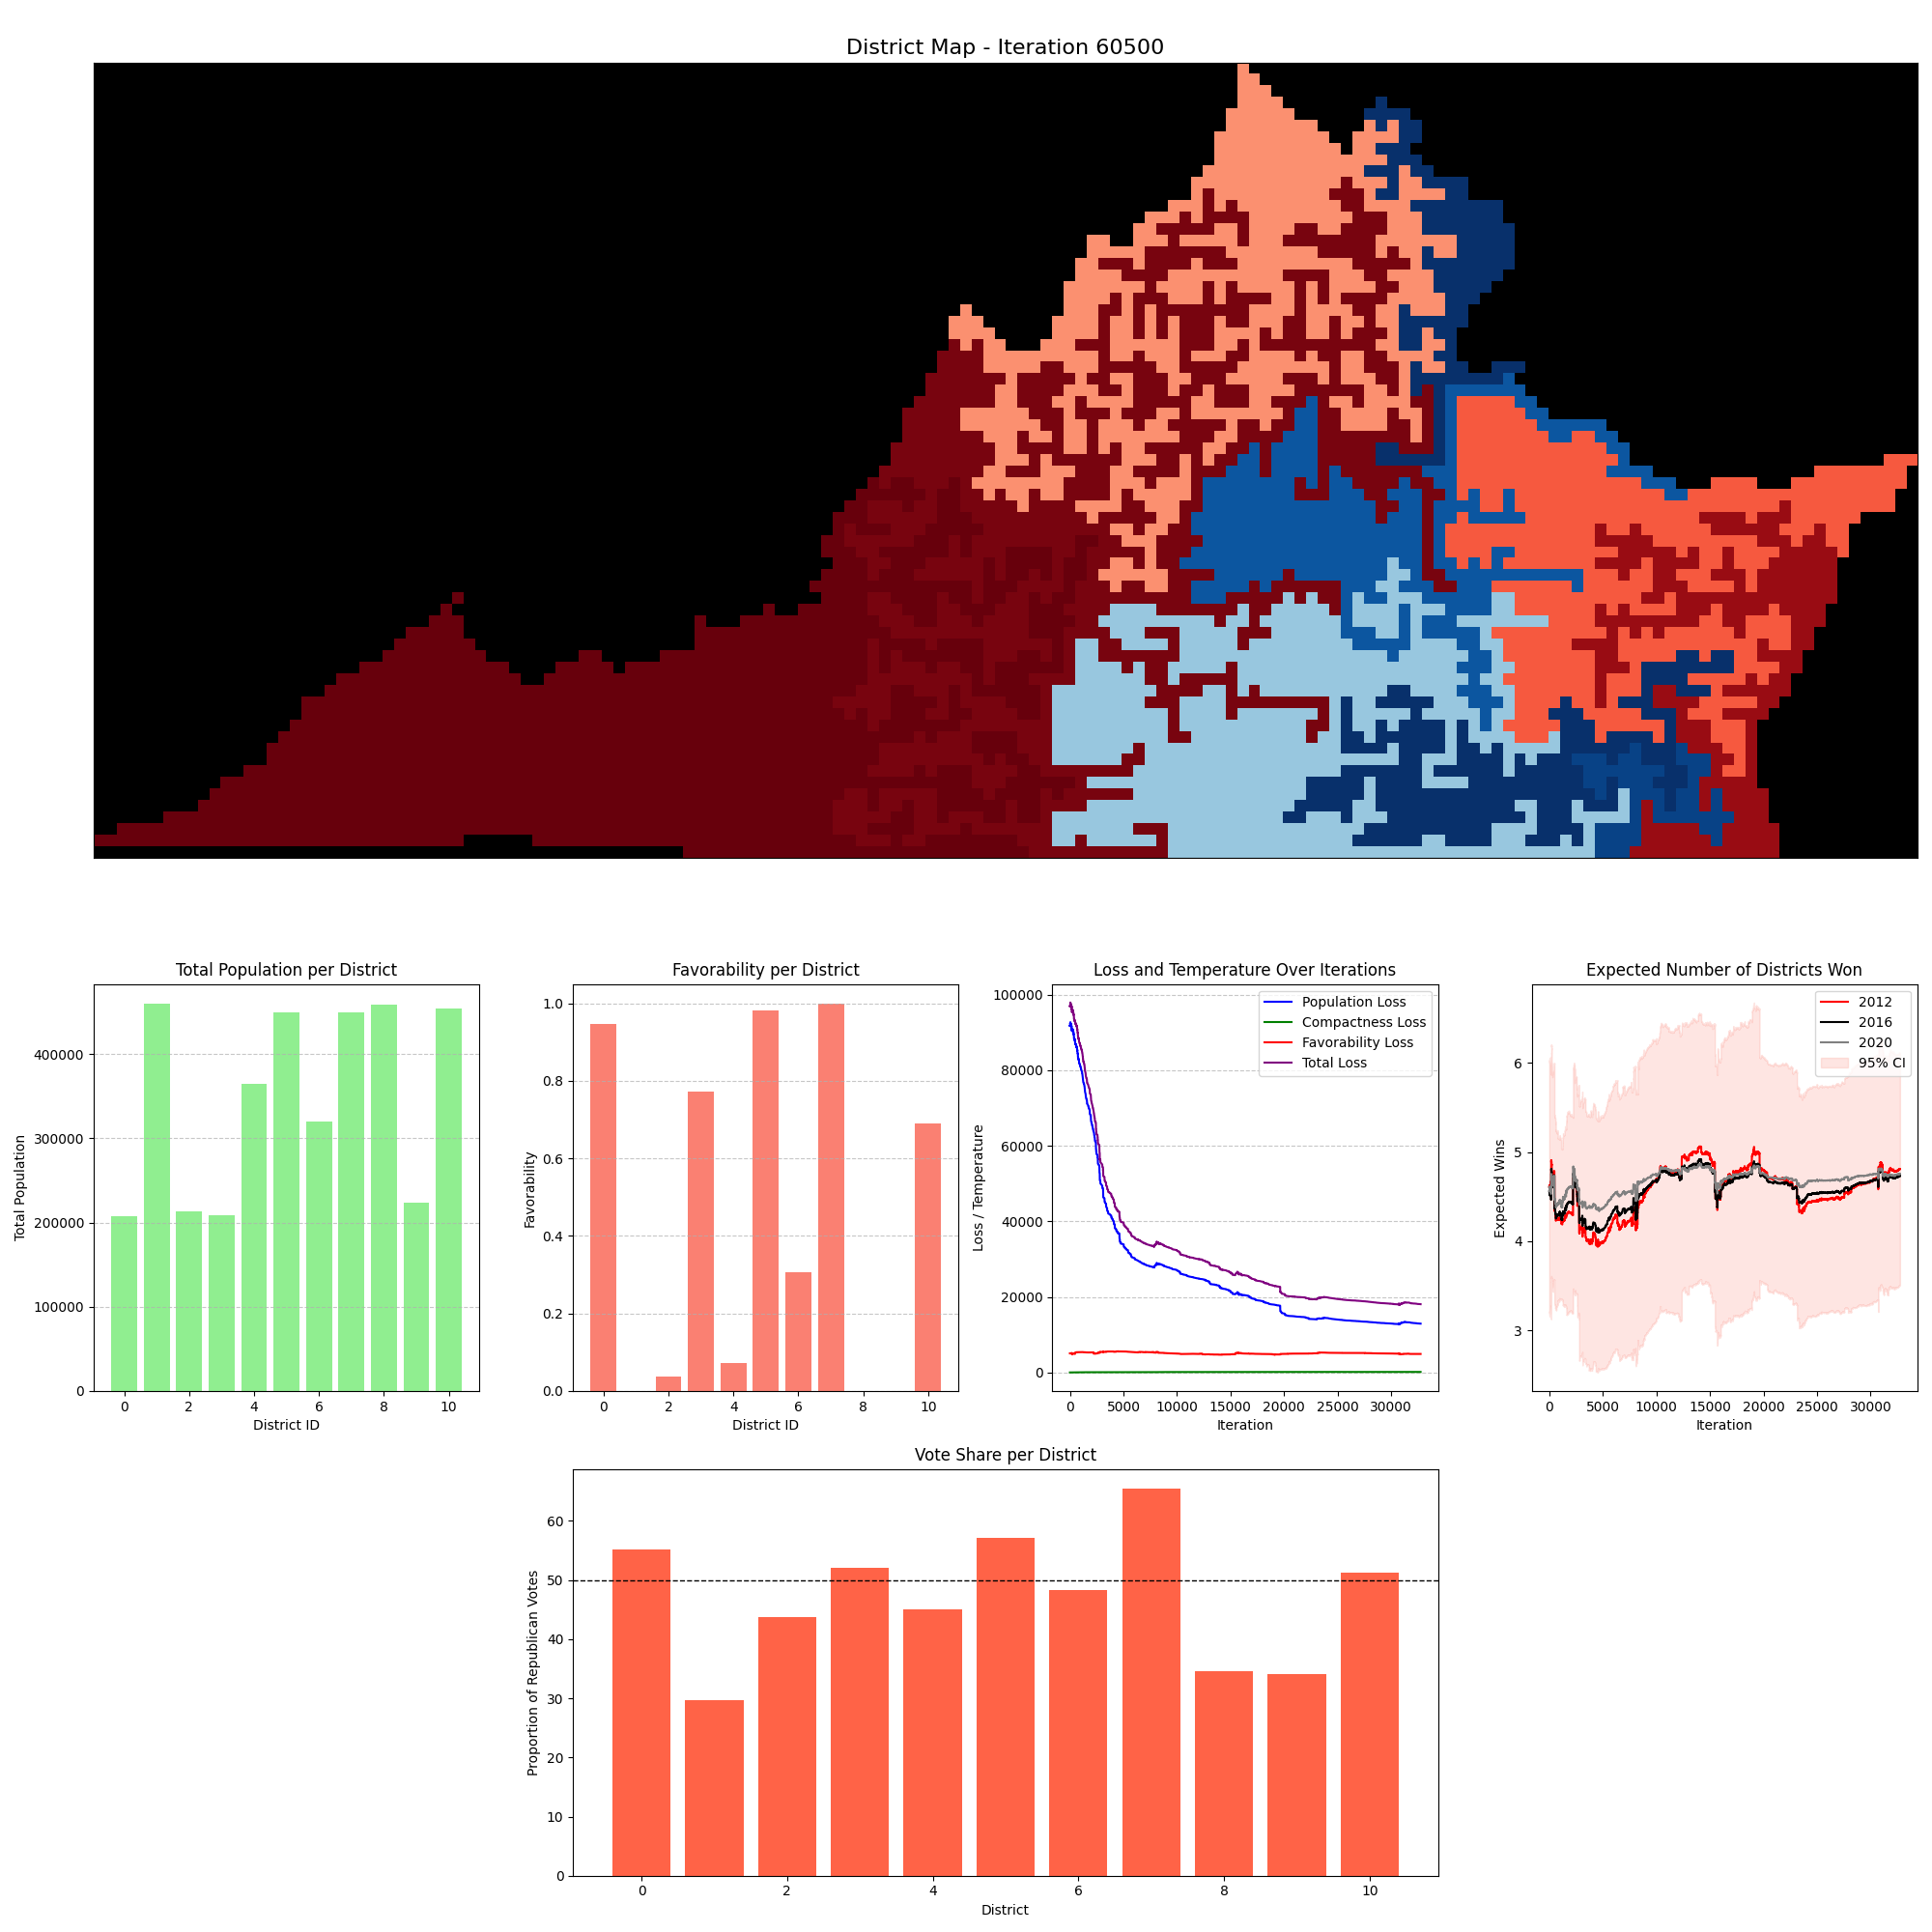 District Map - Iteration 60500
Total Population per District
Total Population
400000
300000
200000
100000
0
0 2 4 6 8 10
District ID
Favorability per District
Favorability
1.0
0.8
0.6
0.4
0.2
0.0
0 2 4 6 8 10
District ID
Loss and Temperature Over Iterations
Loss / Temperature
100000
80000
60000
40000
20000
0
Population Loss
Compactness Loss
Favorability Loss
Total Loss
0 5000 10000 15000 20000 25000 30000
Iteration
Expected Number of Districts Won
Expected Wins
6
5
4
3
2012
2016
2020
95% CI
0 5000 10000 15000 20000 25000 30000
Iteration
Vote Share per District
Proportion of Republican Votes
60
50
40
30
20
10
0
0 2 4 6 8 10
District